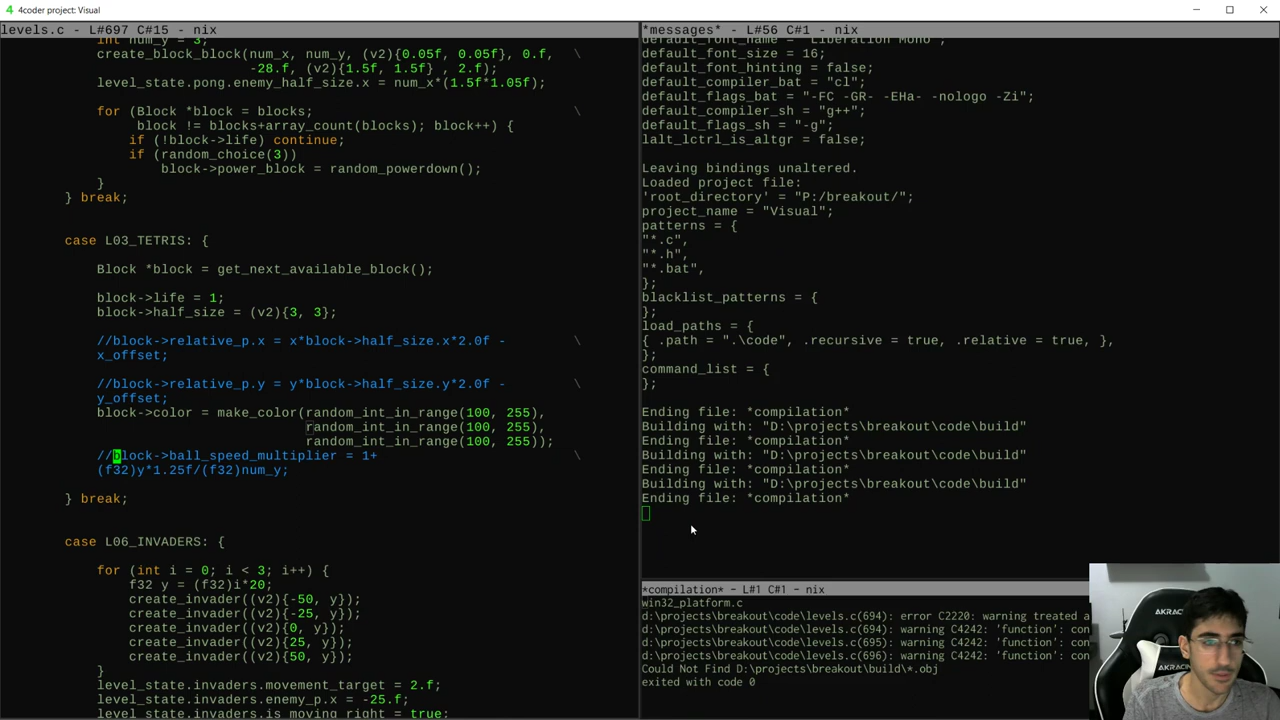 4 4coder project: Visual
levels.c - L#697 C#15 - nix
int num_y = 3;
create_block_block(num_x, num_y, (v2){0.05f, 0.05f}, 0.f, \
-28.f, (v2){1.5f, 1.5f} , 2.f);
level_state.pong.enemy_half_size.x = num_x*(1.5f*1.05f);
for (Block *block = blocks; \
block != blocks+array_count(blocks); block++) {
if (!block->life) continue;
if (random_choice(3))
block->power_block = random_powerdown();
}
} break;
case L03_TETRIS: {
Block *block = get_next_available_block();
block->life = 1;
block->half_size = (v2){3, 3};
//block->relative_p.x = x*block->half_size.x*2.0f - \
x_offset;
//block->relative_p.y = y*block->half_size.y*2.0f - \
y_offset;
block->color = make_color(random_int_in_range(100, 255),
random_int_in_range(100, 255),
random_int_in_range(100, 255));
//block->ball_speed_multiplier = 1+ \
(f32)y*1.25f/(f32)num_y;
} break;
case L06_INVADERS: {
for (int i = 0; i < 3; i++) {
f32 y = (f32)i*20;
create_invader((v2){-50, y});
create_invader((v2){-25, y});
create_invader((v2){0, y});
create_invader((v2){25, y});
create_invader((v2){50, y});
}
level_state.invaders.movement_target = 2.f;
level_state.invaders.enemy_p.x = -25.f;
level_state.invaders.is_moving_right = true;
*messages* - L#56 C#1 - nix
default_font_name = "Liberation Mono";
default_font_size = 16;
default_font_hinting = false;
default_compiler_bat = "cl";
default_flags_bat = "-FC -GR- -EHa- -nologo -Zi";
default_compiler_sh = "g++";
default_flags_sh = "-g";
lalt_lctrl_is_altgr = false;
Leaving bindings unaltered.
Loaded project file:
'root_directory' = "P:/breakout/";
project_name = "Visual";
patterns = {
"*.c",
"*.h",
"*.bat",
};
blacklist_patterns = {
};
load_paths = {
{ .path = ".\code", .recursive = true, .relative = true, },
};
command_list = {
};
Ending file: *compilation*
Building with: "D:\projects\breakout\code\build"
Ending file: *compilation*
Building with: "D:\projects\breakout\code\build"
Ending file: *compilation*
Building with: "D:\projects\breakout\code\build"
Ending file: *compilation*
*compilation* - L#1 C#1 - nix
win32_platform.c
d:\projects\breakout\code\levels.c(694): error C2220: warning treated a
d:\projects\breakout\code\levels.c(694): warning C4242: 'function': con
d:\projects\breakout\code\levels.c(695): warning C4242: 'function': con
d:\projects\breakout\code\levels.c(696): warning C4242: 'function': con
Could Not Find D:\projects\breakout\build\*.obj
exited with code 0
AKRACING